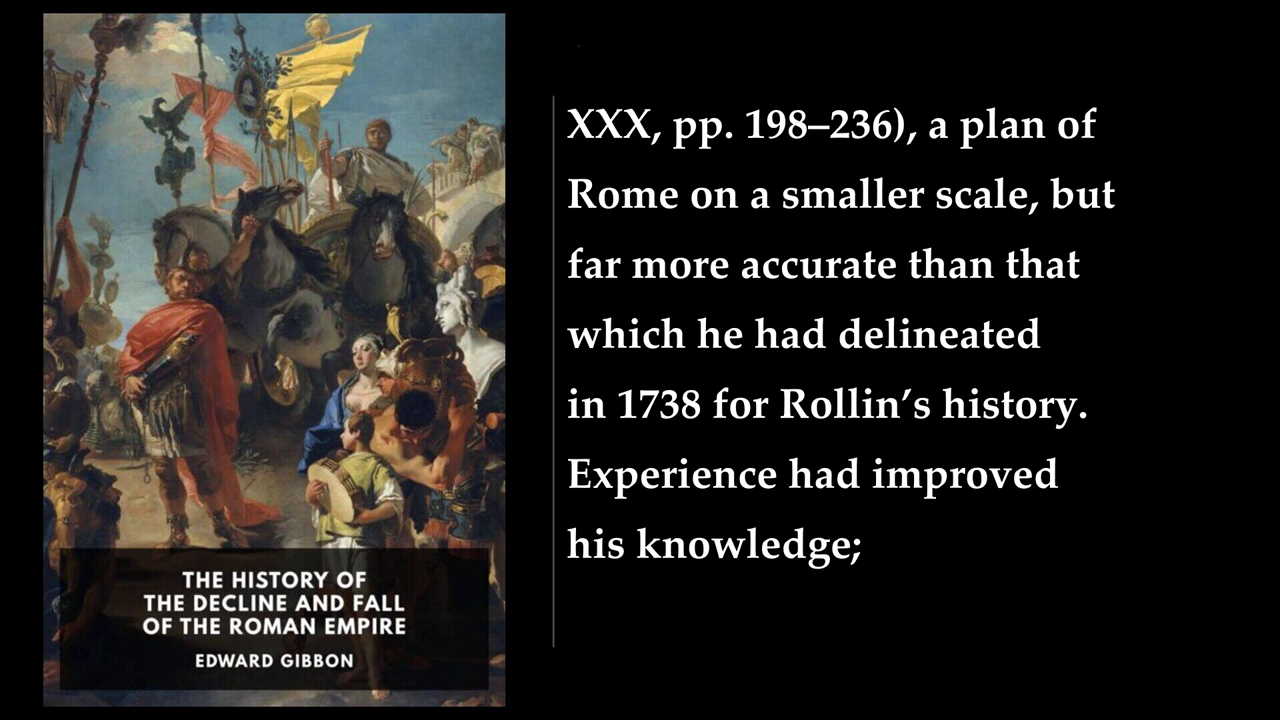 THE HISTORY OF
THE DECLINE AND FALL
OF THE ROMAN EMPIRE
EDWARD GIBBON
XXX, pp. 198–236), a plan of
Rome on a smaller scale, but
far more accurate than that
which he had delineated
in 1738 for Rollin’s history.
Experience had improved
his knowledge;